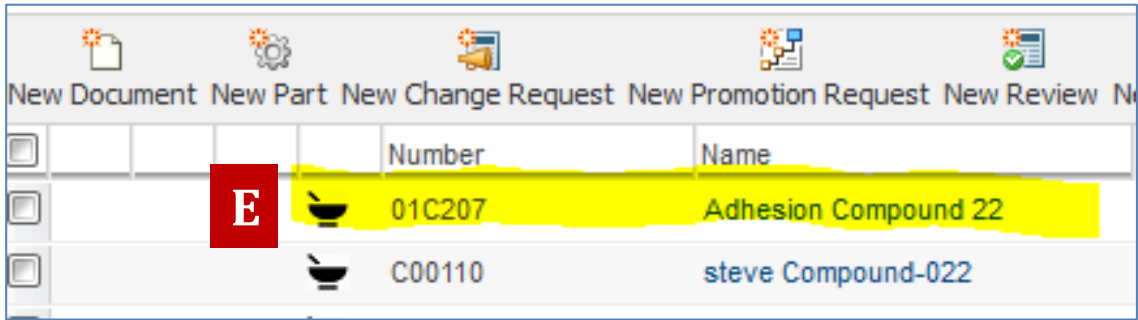 New Document New Part New Change Request New Promotion Request New Review
Number Name
E 01C207 Adhesion Compound 22
C00110 steve Compound-022